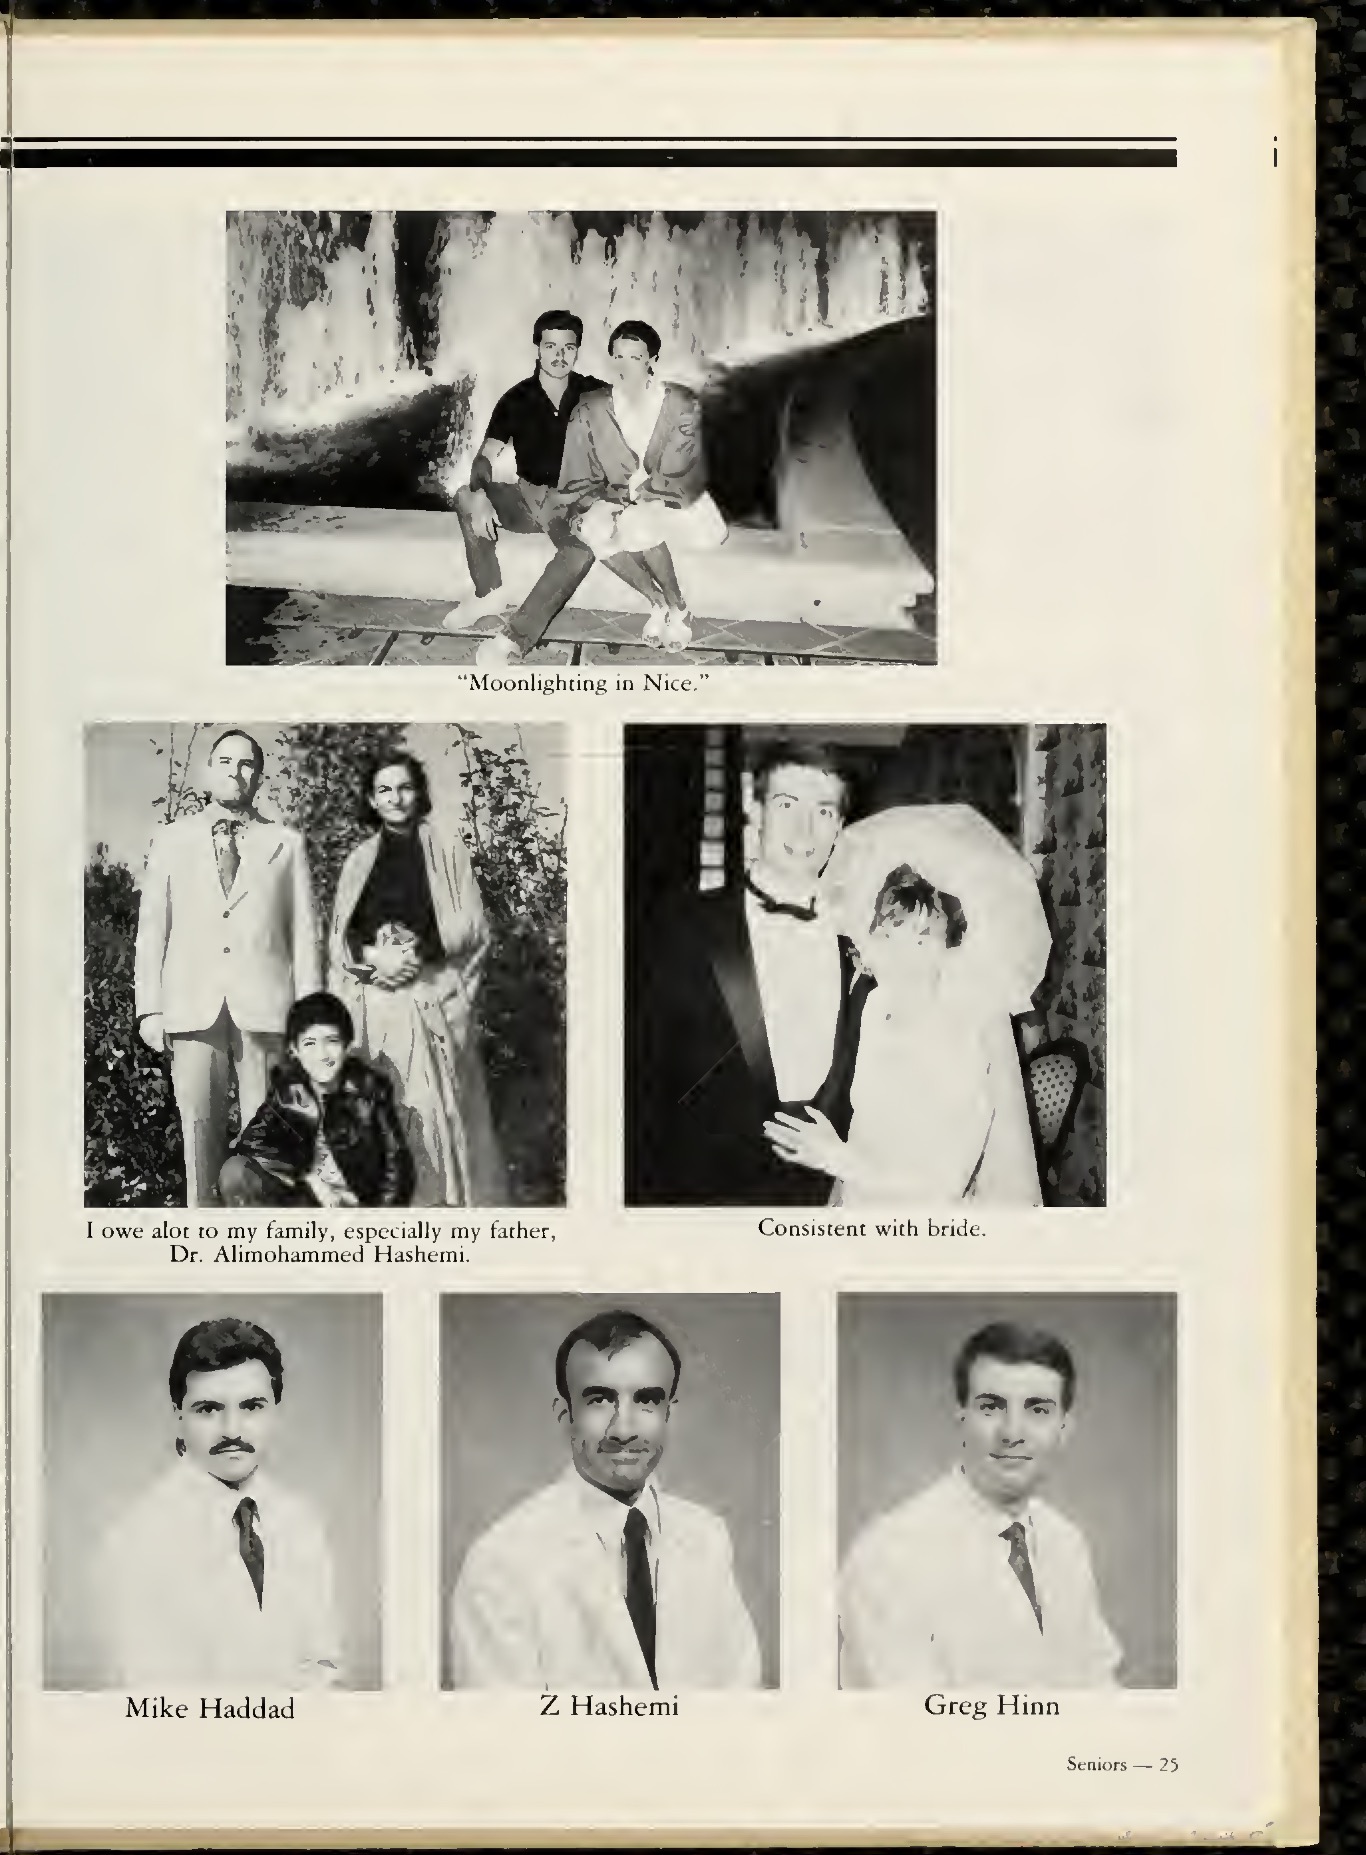 "Moonlighting in Nice."
I owe alot to my family, especially my father,
Dr. Alimohammed Hashemi.
Consistent with bride.
Mike Haddad
Z Hashemi
Greg Hinn
Seniors — 25